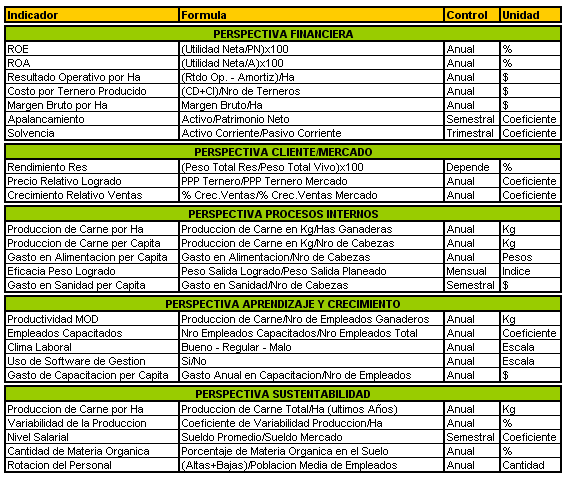 Indicador Formula Control Unidad
PERSPECTIVA FINANCIERA
ROE (Utilidad Neta/PN)x100 Anual %
ROA (Utilidad Neta/A)x100 Anual %
Resultado Operativo por Ha (Rtdo Op. - Amortiz)/Ha Anual $
Costo por Ternero Producido (CD+CI)/Nro de Terneros Anual $
Margen Bruto por Ha Margen Bruto/Ha Anual $
Apalancamiento Activo/Patrimonio Neto Semestral Coeficiente
Solvencia Activo Corriente/Pasivo Corriente Trimestral Coeficiente
PERSPECTIVA CLIENTE/MERCADO
Rendimiento Res (Peso Total Res/Peso Total Vivo)x100 Depende %
Precio Relativo Logrado PPP Ternero/PPP Ternero Mercado Anual Coeficiente
Crecimiento Relativo Ventas % Crec.Ventas/% Crec.Ventas Mercado Anual Coeficiente
PERSPECTIVA PROCESOS INTERNOS
Produccion de Carne por Ha Produccion de Carne en Kg/Has Ganaderas Anual Kg
Produccion de Carne per Capita Produccion de Carne en Kg/Nro de Cabezas Anual Kg
Gasto en Alimentacion per Capita Gasto en Alimentacion/Nro de Cabezas Anual Pesos
Eficacia Peso Logrado Peso Salida Logrado/Peso Salida Planeado Mensual Indice
Gasto en Sanidad per Capita Gasto en Sanidad/Nro de Cabezas Semestral $
PERSPECTIVA APRENDIZAJE Y CRECIMIENTO
Productividad MOD Produccion de Carne/Nro de Empleados Ganaderos Anual Kg
Empleados Capacitados Nro Empleados Capacitados/Nro Empleados Total Anual Coeficiente
Clima Laboral Bueno - Regular - Malo Anual Escala
Uso de Software de Gestion Si/No Anual Escala
Gasto de Capacitacion per Capita Gasto Anual en Capacitacion/Nro de Empleados Anual $
PERSPECTIVA SUSTENTABILIDAD
Produccion de Carne por Ha Produccion de Carne Total/Ha (ultimos Años) Anual Kg
Variabilidad de la Produccion Coeficiente de Variabilidad Produccion/Ha Anual %
Nivel Salarial Sueldo Promedio/Sueldo Mercado Semestral Coeficiente
Cantidad de Materia Organica Porcentaje de Materia Organica en el Suelo Anual %
Rotacion del Personal (Altas+Bajas)/Poblacion Media de Empleados Anual Cantidad